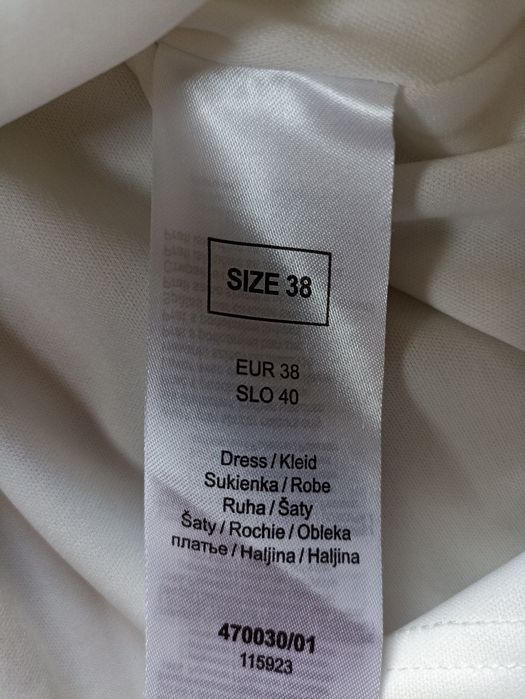 SIZE 38
EUR 38
SLO 40
Dress / Kleid
Sukienka / Robe
Ruha / Šaty
Šaty / Rochie / Obleka
платье / Haljina / Haljina
470030/01
115923